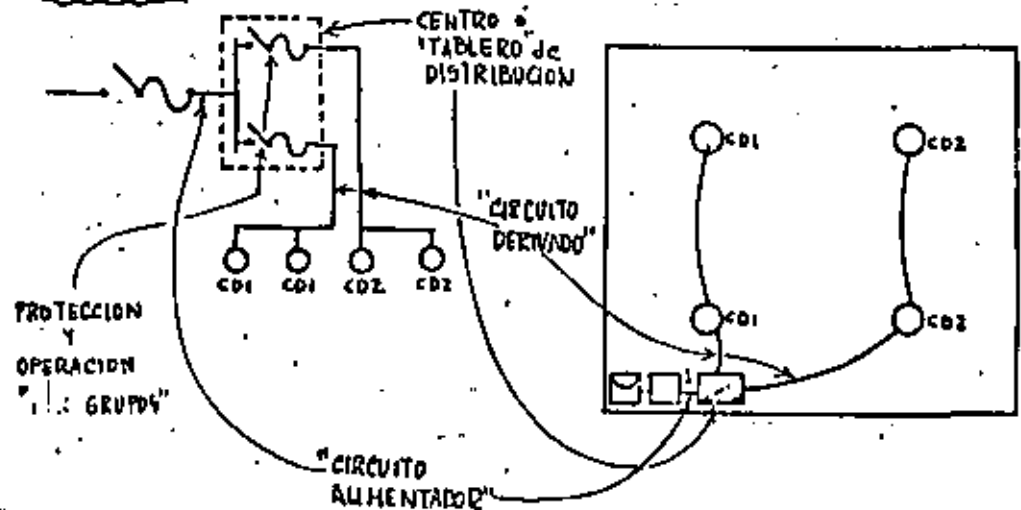 CENTRO o
"TABLERO" de
DISTRIBUCION
CD1
CD2
"CIRCUITO
DERIVADO"
CD1
CD1
CD2
CD2
CD1
CD2
PROTECCION
Y
OPERACION
GRUPOS"
"CIRCUITO
ALIMENTADOR"